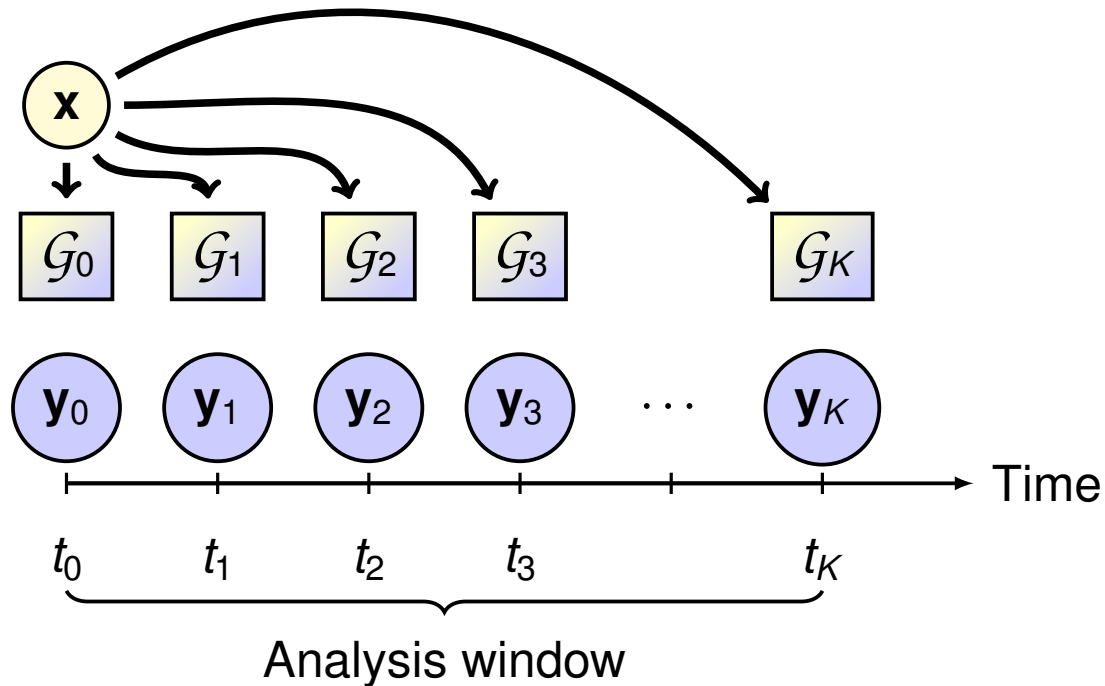 x
𝒢₀ 𝒢₁ 𝒢₂ 𝒢₃ 𝒢K
y₀ y₁ y₂ y₃ ⋯ yK
Time
t₀ t₁ t₂ t₃ tK
Analysis window